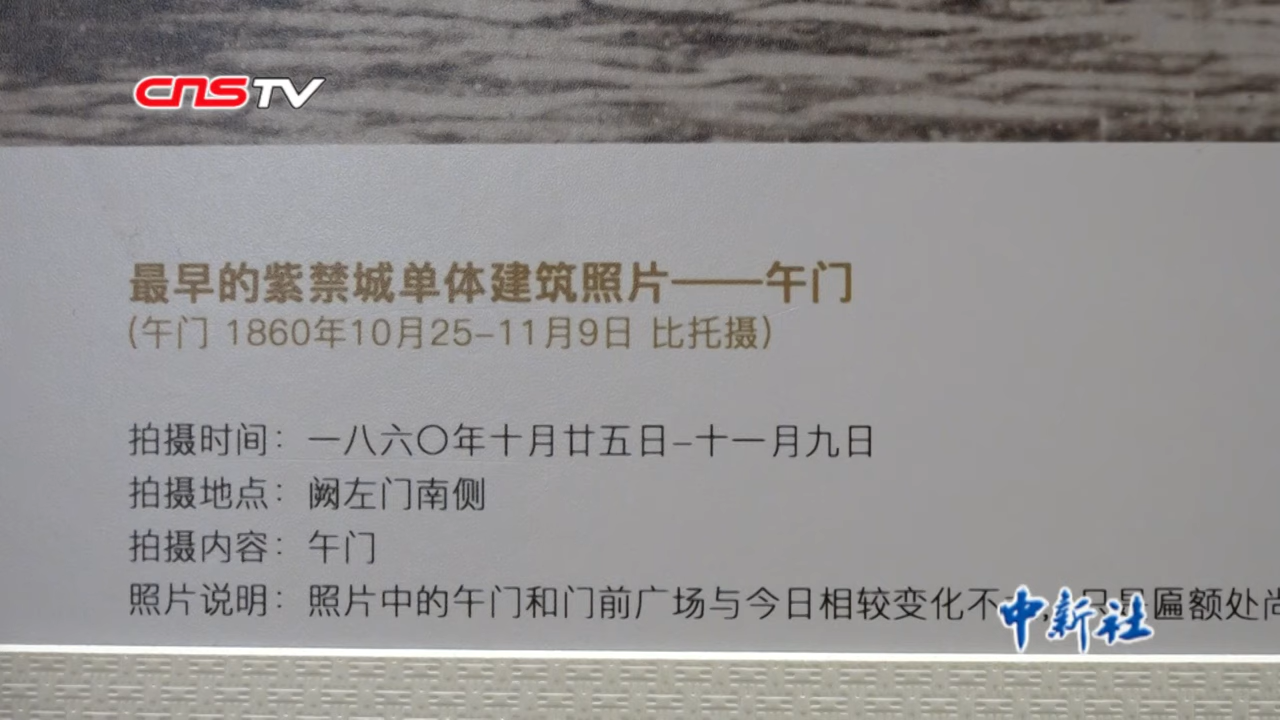 CNSTV
最早的紫禁城单体建筑照片——午门
(午门 1860年10月25-11月9日 比托摄)
拍摄时间：一八六〇年十月廿五日-十一月九日
拍摄地点：阙左门南侧
拍摄内容：午门
照片说明：照片中的午门和门前广场与今日相较变化不，只是匾额处尚
中新社